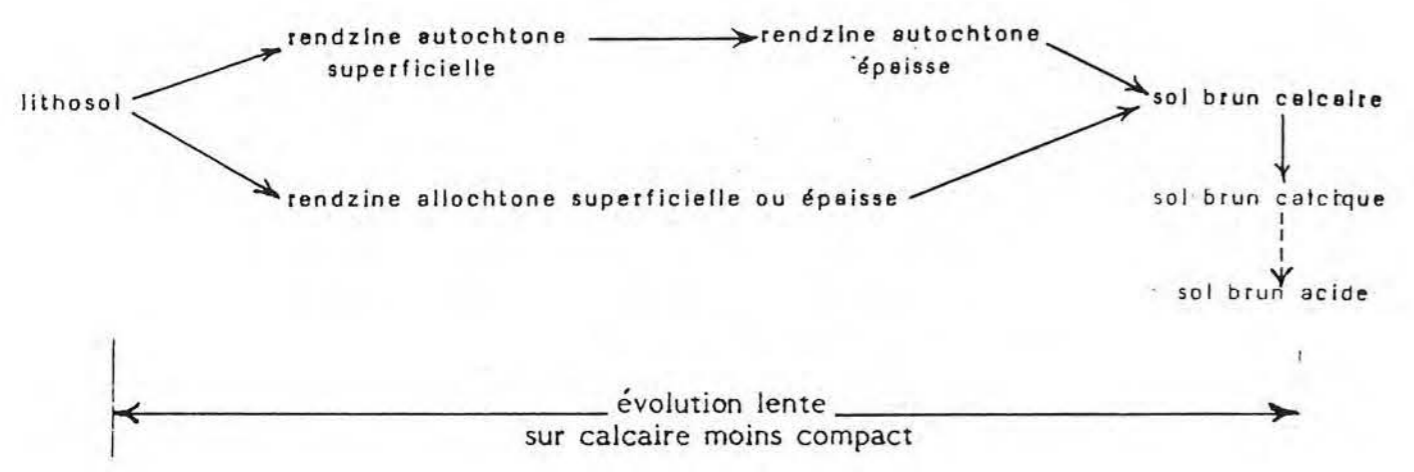 rendzine autochtone
superficielle
rendzine autochtone
épaisse
lithosol
sol brun calcaire
rendzine allochtone superficielle ou épaisse
sol brun calcique
sol brun acide
évolution lente
sur calcaire moins compact